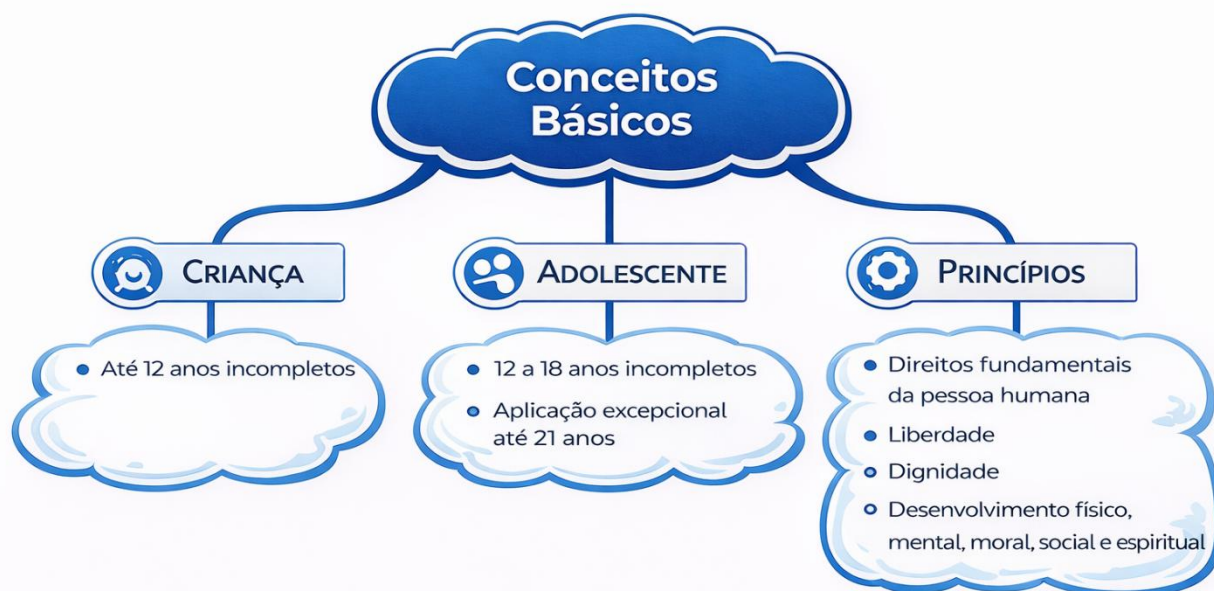 Conceitos
Básicos
CRIANÇA
Até 12 anos incompletos
ADOLESCENTE
12 a 18 anos incompletos
Aplicação excepcional
até 21 anos
PRINCÍPIOS
Direitos fundamentais
da pessoa humana
Liberdade
Dignidade
Desenvolvimento físico,
mental, moral, social e espiritual